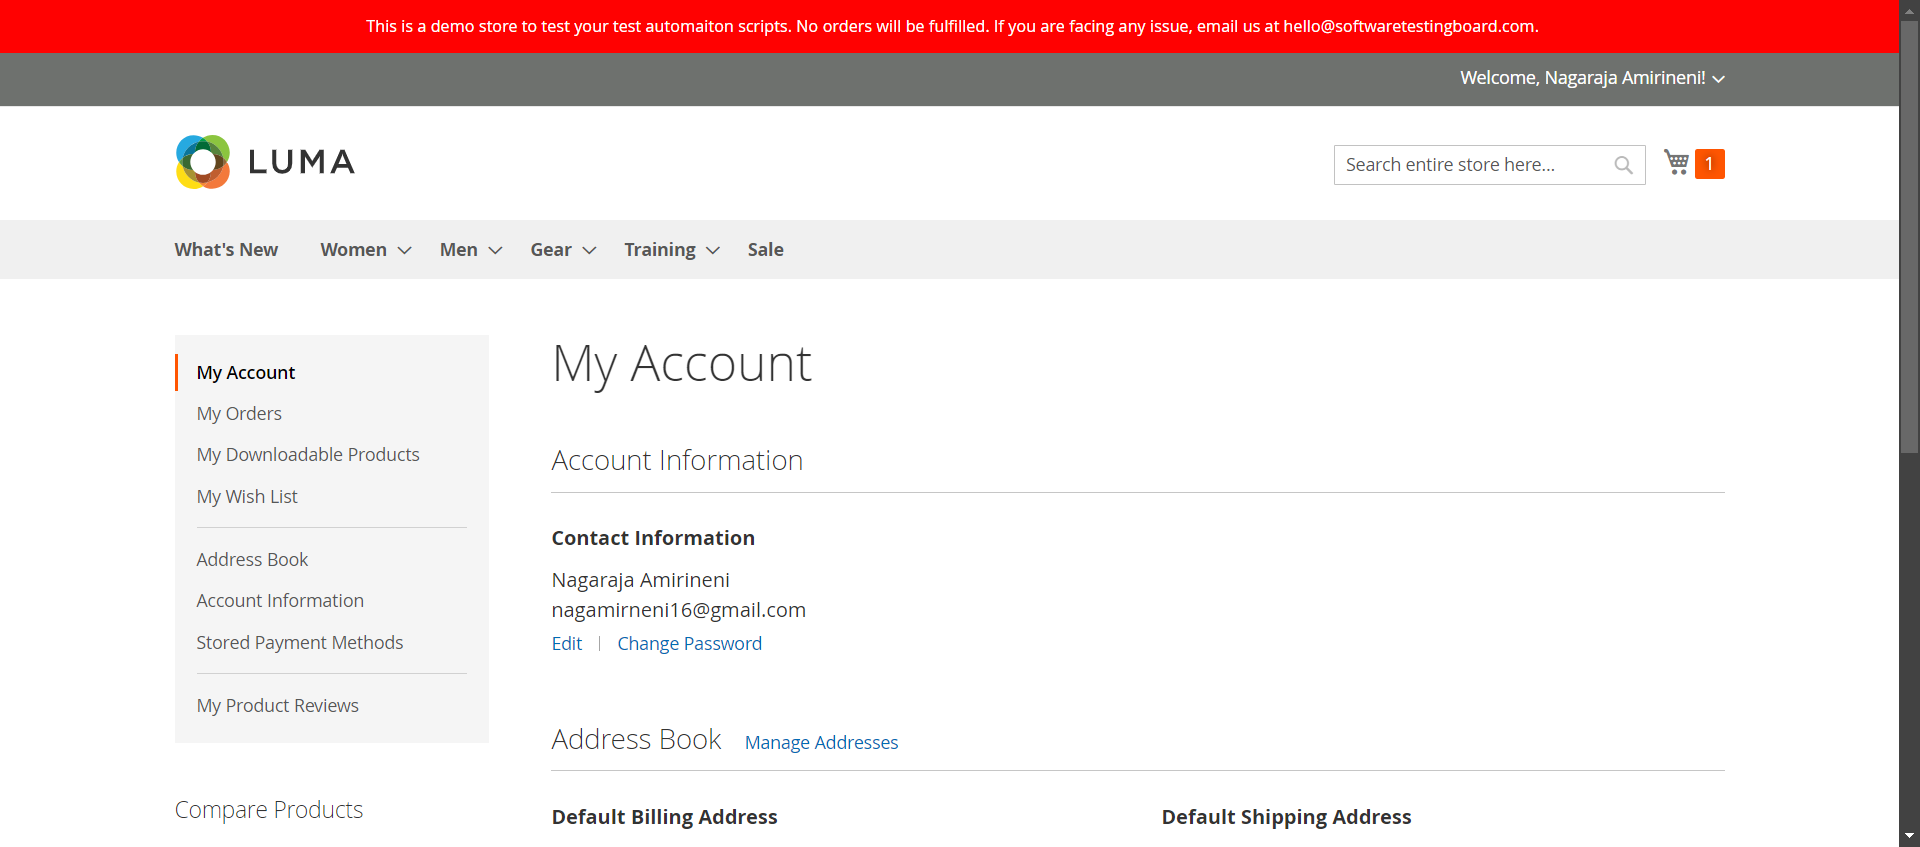 This is a demo store to test your test automaiton scripts. No orders will be fulfilled. If you are facing any issue, email us at hello@softwaretestingboard.com.
Welcome, Nagaraja Amirineni!
LUMA
Search entire store here...
1
What's New Women Men Gear Training Sale
My Account
My Orders
My Downloadable Products
My Wish List
Address Book
Account Information
Stored Payment Methods
My Product Reviews
Compare Products
My Account
Account Information
Contact Information
Nagaraja Amirineni
nagamirneni16@gmail.com
Edit | Change Password
Address Book Manage Addresses
Default Billing Address
Default Shipping Address